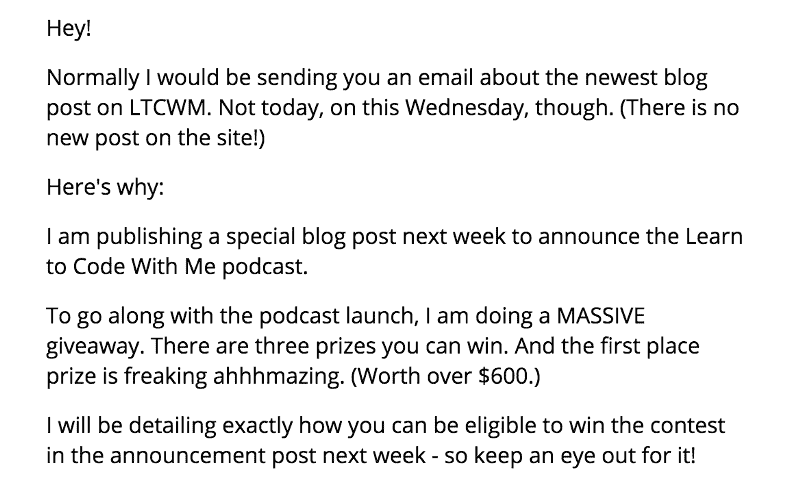 Hey!
Normally I would be sending you an email about the newest blog
post on LTCWM. Not today, on this Wednesday, though. (There is no
new post on the site!)
Here's why:
I am publishing a special blog post next week to announce the Learn
to Code With Me podcast.
To go along with the podcast launch, I am doing a MASSIVE
giveaway. There are three prizes you can win. And the first place
prize is freaking ahhhmazing. (Worth over $600.)
I will be detailing exactly how you can be eligible to win the contest
in the announcement post next week - so keep an eye out for it!